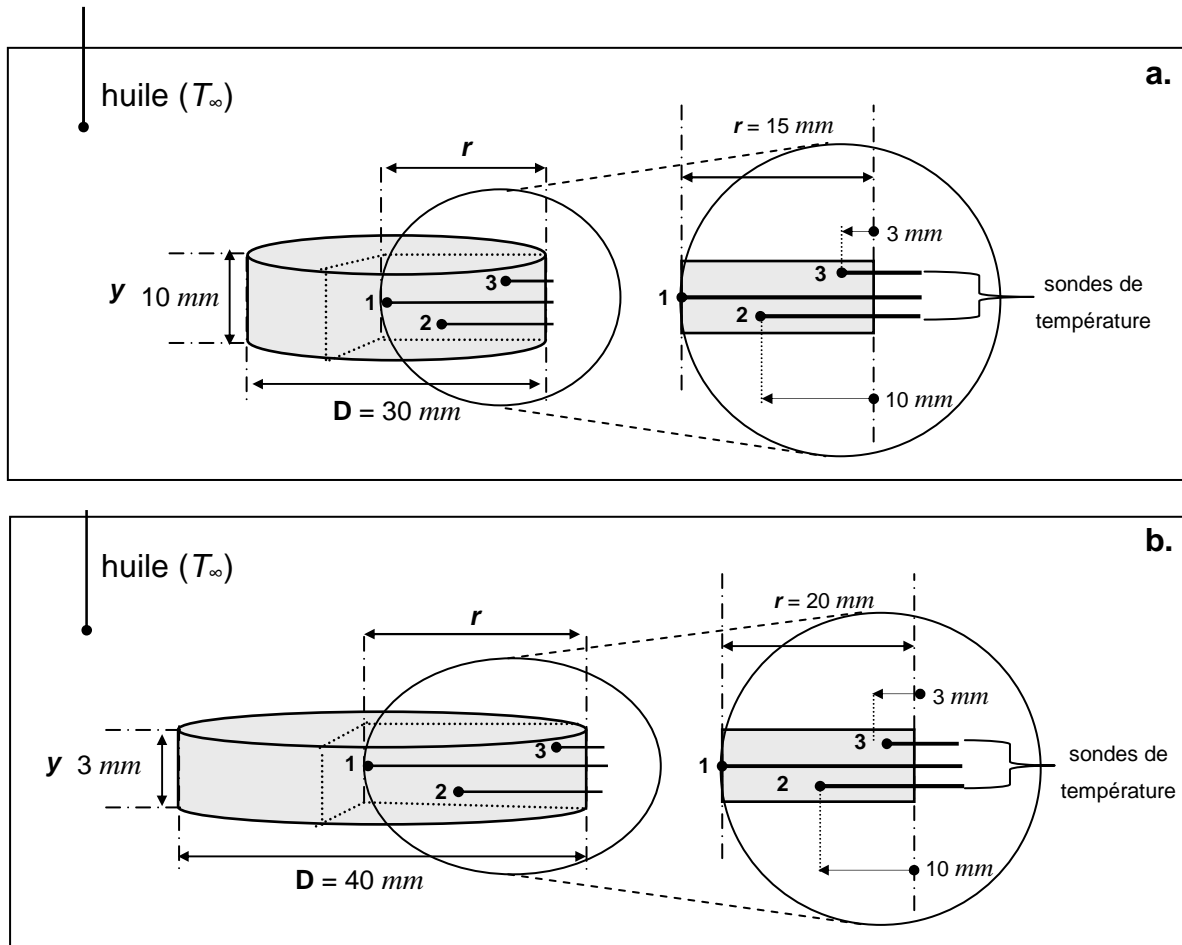 a.
huile (T∞)
r = 15 mm
r
3 mm
3
3
sondes de
y 10 mm
1
1
2
2
température
10 mm
D = 30 mm
b.
huile (T∞)
r = 20 mm
r
3 mm
3
3
sondes de
y 3 mm
1
1
2
2
température
10 mm
D = 40 mm